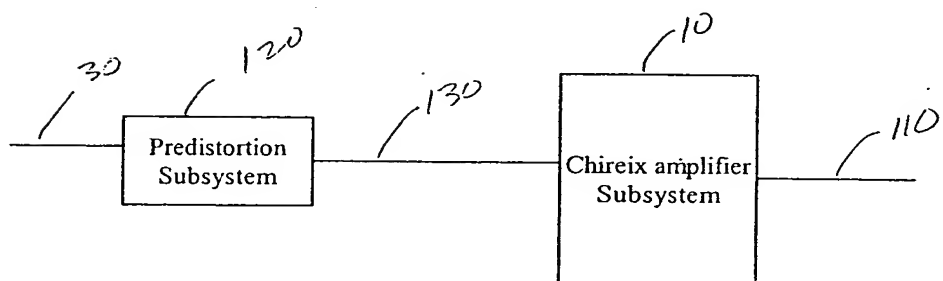 30
120
130
10
110
Predistortion
Subsystem
Chireix amplifier
Subsystem